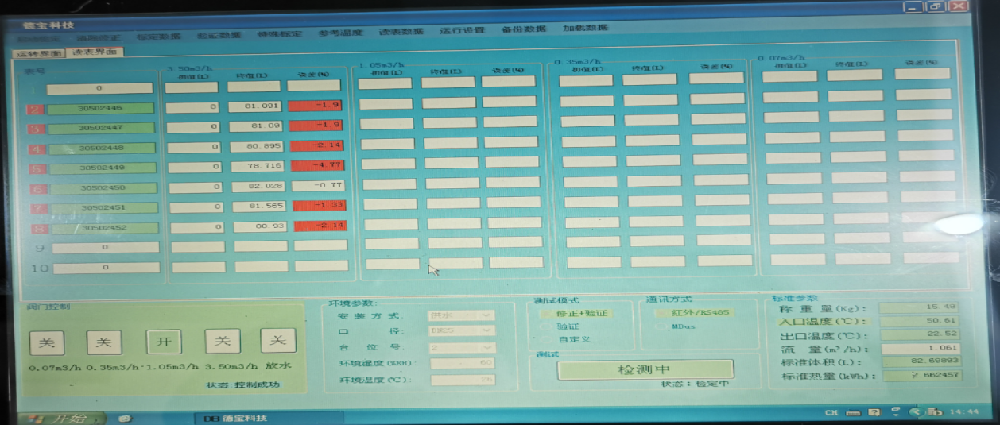 德宝科技
清除修正 标定数据 验证数据 特殊标定 参考温度 读表数据 运行设置 备份数据 加载数据
运转界面 读表界面
表号 3.50m3/h 1.05m3/h 0.35m3/h 0.07m3/h
初值(L) 终值(L) 误差(%) 初值(L) 终值(L) 误差(%) 初值(L) 终值(L) 误差(%) 初值(L) 终值(L) 误差(%)
0
2 30502446 0 81.091 -1.9
3 30502447 0 81.09 -1.9
4 30502448 0 80.895 -2.14
5 30502449 0 78.716 -4.77
6 30502450 0 82.028 -0.77
7 30502451 0 81.565 -1.33
8 30502452 0 80.93 -2.14
9 0
10 0
阀门控制
关 关 开 关 关
0.07m3/h 0.35m3/h 1.05m3/h 3.50m3/h 放水
状态:控制成功
环境参数:
安装方式: 供水
口径: DN25
台位号: 2
环境湿度(%RH): 60
环境温度(℃): 26
测试模式
修正+验证
验证
自定义
通讯方式
红外/RS485
MBus
测试
检测中
状态:检定中
标准参数
称重量(Kg): 15.49
入口温度(℃): 50.61
出口温度(℃): 22.52
流量(m³/h): 1.061
标准体积(L): 82.69893
标准热量(kWh): 2.662457
开始 DB 德宝科技 CH 14:44